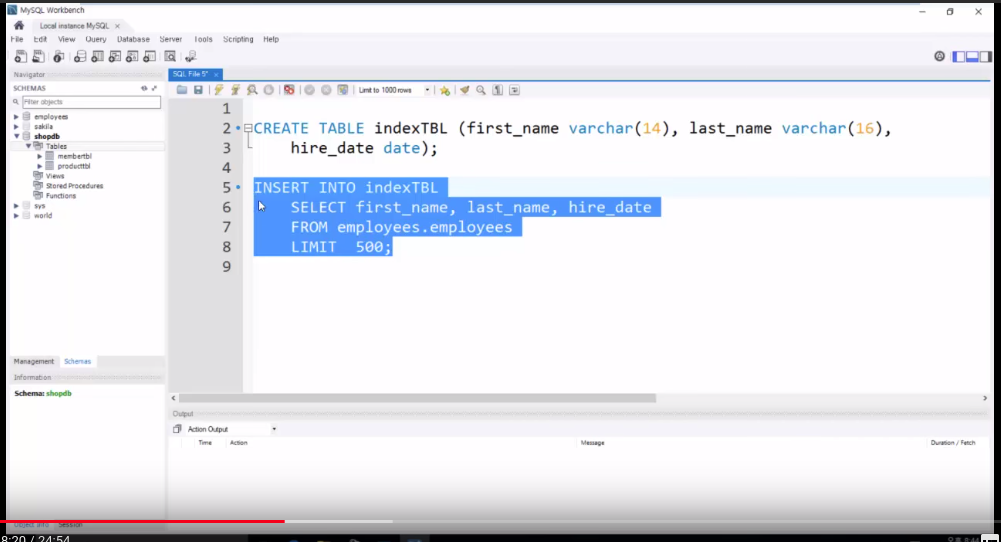 MySQL Workbench
Local instance MySQL ×
File Edit View Query Database Server Tools Scripting Help
Navigator
SCHEMAS
Filter objects
employees
sakila
shopdb
Tables
membertbl
producttbl
Views
Stored Procedures
Functions
sys
world
Management Schemas
Information
Schema: shopdb
SQL File 5* ×
Limit to 1000 rows
1
2 CREATE TABLE indexTBL (first_name varchar(14), last_name varchar(16),
3 hire_date date);
4
5 INSERT INTO indexTBL
6 SELECT first_name, last_name, hire_date
7 FROM employees.employees
8 LIMIT 500;
9
Output
Action Output
Time Action Message Duration / Fetch
Object Info Session
8:20 / 24:54